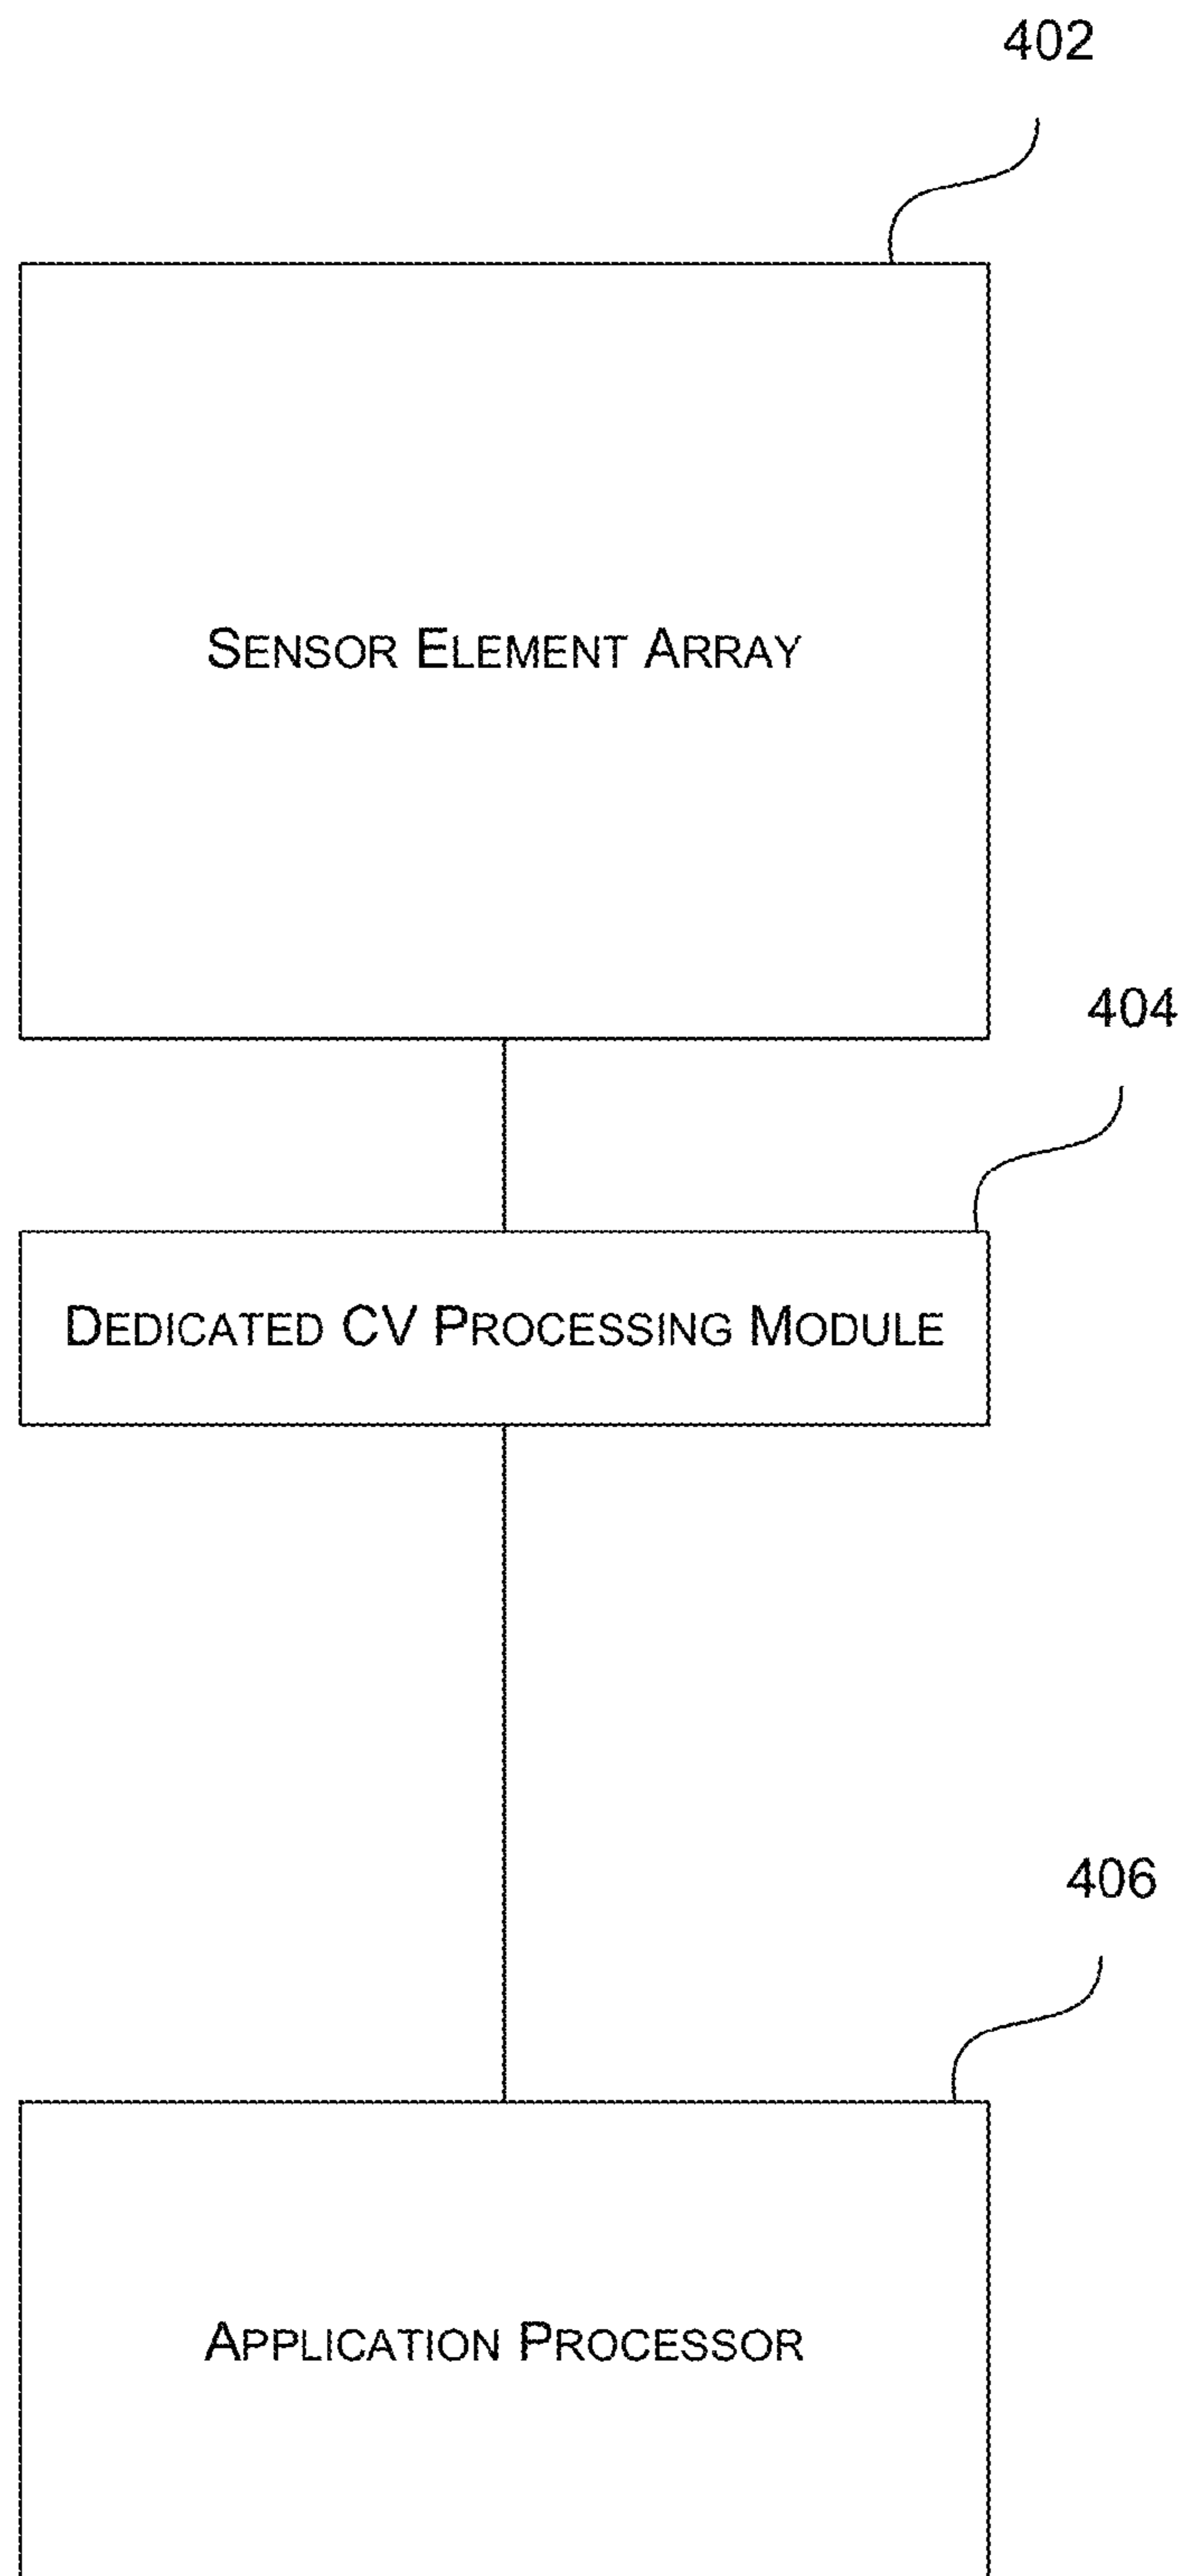 402
SENSOR ELEMENT ARRAY
404
DEDICATED CV PROCESSING MODULE
406
APPLICATION PROCESSOR